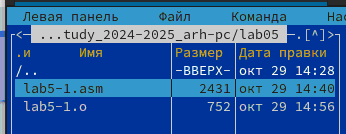 Левая панель Файл Команда Нас
<─ ...tudy_2024-2025_arh-pc/lab05 ─.[^]>
.и Имя Размер Дата правки
/.. -ВВЕРХ- окт 29 14:28
lab5-1.asm 2431 окт 29 14:40
lab5-1.o 752 окт 29 14:56